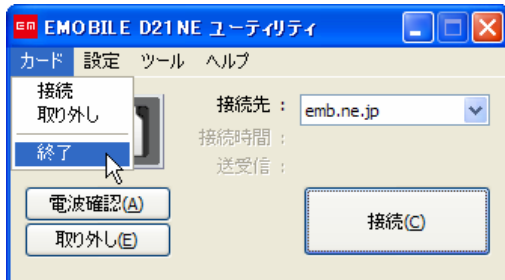 EM EMOBILE D21NE ユーティリティ
カード 設定 ツール ヘルプ
接続
取り外し
終了
接続先 : emb.ne.jp
接続時間 :
送受信 :
電波確認(A)
取り外し(E)
接続(C)